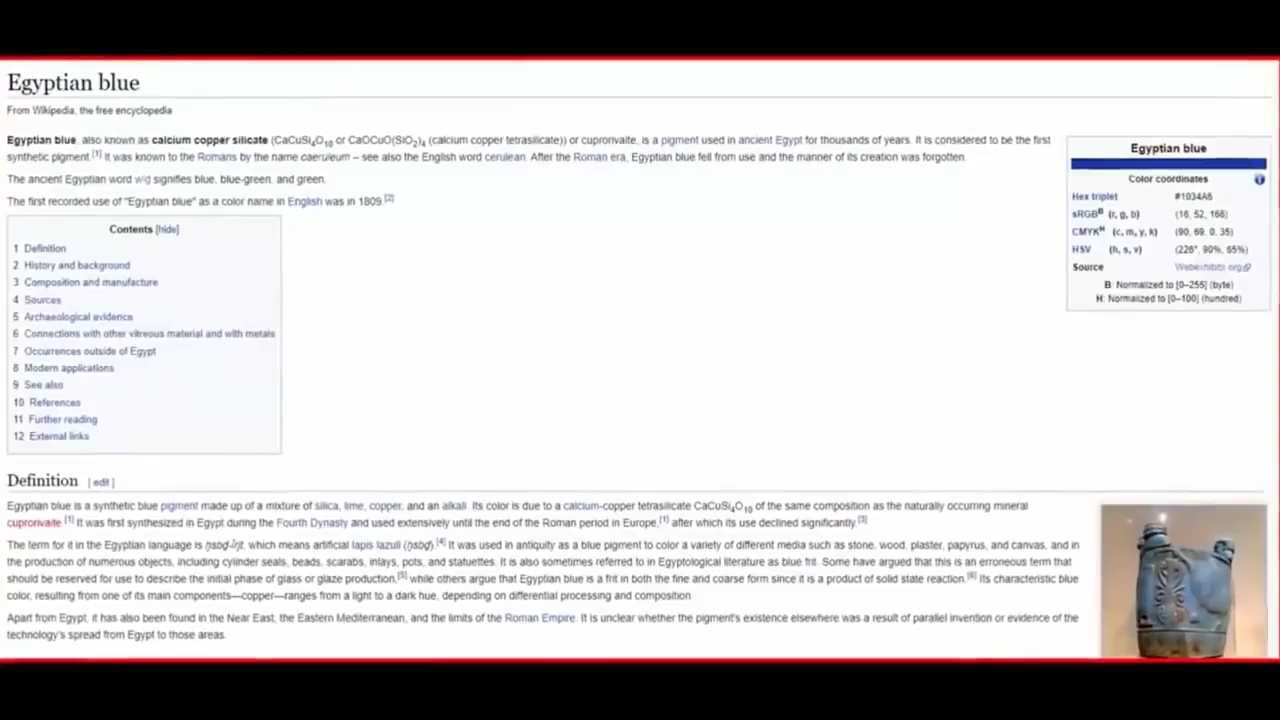 Egyptian blue
From Wikipedia, the free encyclopedia
Egyptian blue, also known as calcium copper silicate (CaCuSi4O10 or CaOCuO(SiO2)4 (calcium copper tetrasilicate)) or cuprorivaite, is a pigment used in ancient Egypt for thousands of years. It is considered to be the first
synthetic pigment.[1] It was known to the Romans by the name caeruleum – see also the English word cerulean. After the Roman era, Egyptian blue fell from use and the manner of its creation was forgotten.
The ancient Egyptian word wꜣḏ signifies blue, blue-green, and green.
The first recorded use of "Egyptian blue" as a color name in English was in 1809.[2]
Contents [hide]
1 Definition
2 History and background
3 Composition and manufacture
4 Sources
5 Archaeological evidence
6 Connections with other vitreous material and with metals
7 Occurrences outside of Egypt
8 Modern applications
9 See also
10 References
11 Further reading
12 External links
Egyptian blue
Color coordinates
Hex triplet #1034A6
sRGBB (r, g, b) (16, 52, 166)
CMYKH (c, m, y, k) (90, 69, 0, 35)
HSV (h, s, v) (226°, 90%, 65%)
Source Webexhibits.org
B: Normalized to [0–255] (byte)
H: Normalized to [0–100] (hundred)
Definition [ edit ]
Egyptian blue is a synthetic blue pigment made up of a mixture of silica, lime, copper, and an alkali. Its color is due to a calcium-copper tetrasilicate CaCuSi4O10 of the same composition as the naturally occurring mineral
cuprorivaite.[1] It was first synthesized in Egypt during the Fourth Dynasty and used extensively until the end of the Roman period in Europe,[1] after which its use declined significantly.[3]
The term for it in the Egyptian language is ḫsbḏ-ỉrjt, which means artificial lapis lazuli (ḫsbḏ).[4] It was used in antiquity as a blue pigment to color a variety of different media such as stone, wood, plaster, papyrus, and canvas, and in
the production of numerous objects, including cylinder seals, beads, scarabs, inlays, pots, and statuettes. It is also sometimes referred to in Egyptological literature as blue frit. Some have argued that this is an erroneous term that
should be reserved for use to describe the initial phase of glass or glaze production,[5] while others argue that Egyptian blue is a frit in both the fine and coarse form since it is a product of solid state reaction.[6] Its characteristic blue
color, resulting from one of its main components—copper—ranges from a light to a dark hue, depending on differential processing and composition.
Apart from Egypt, it has also been found in the Near East, the Eastern Mediterranean, and the limits of the Roman Empire. It is unclear whether the pigment's existence elsewhere was a result of parallel invention or evidence of the
technology's spread from Egypt to those areas.